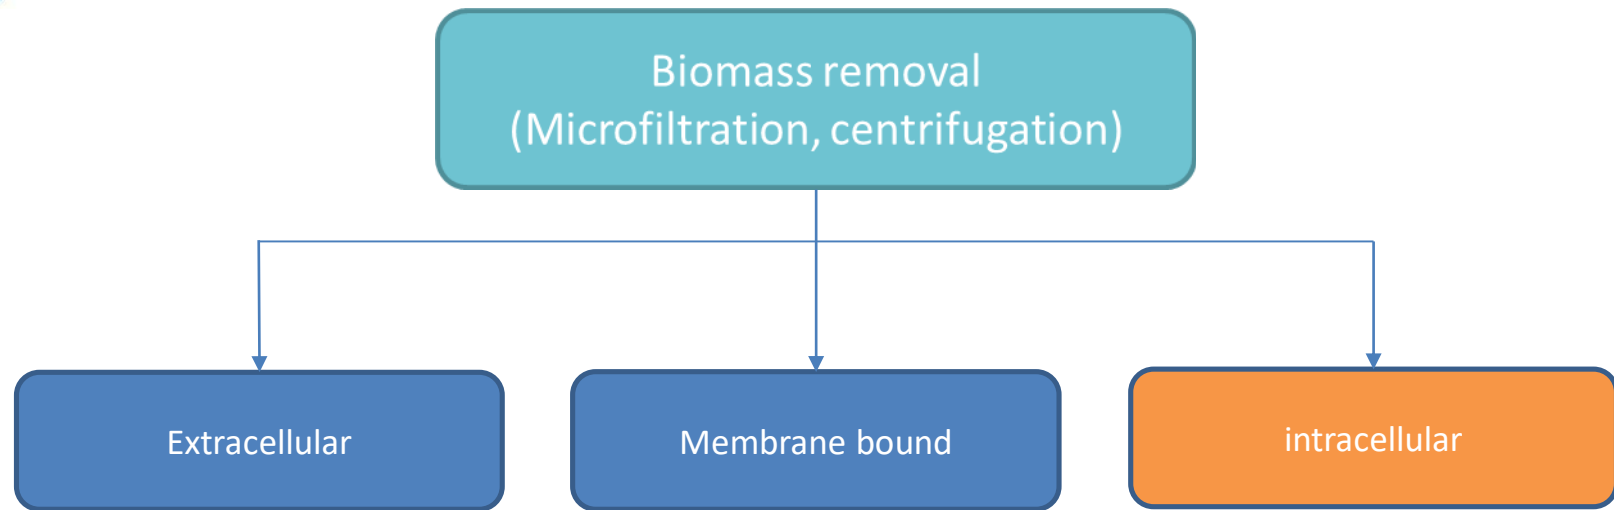 Biomass removal
(Microfiltration, centrifugation)
Extracellular
Membrane bound
intracellular